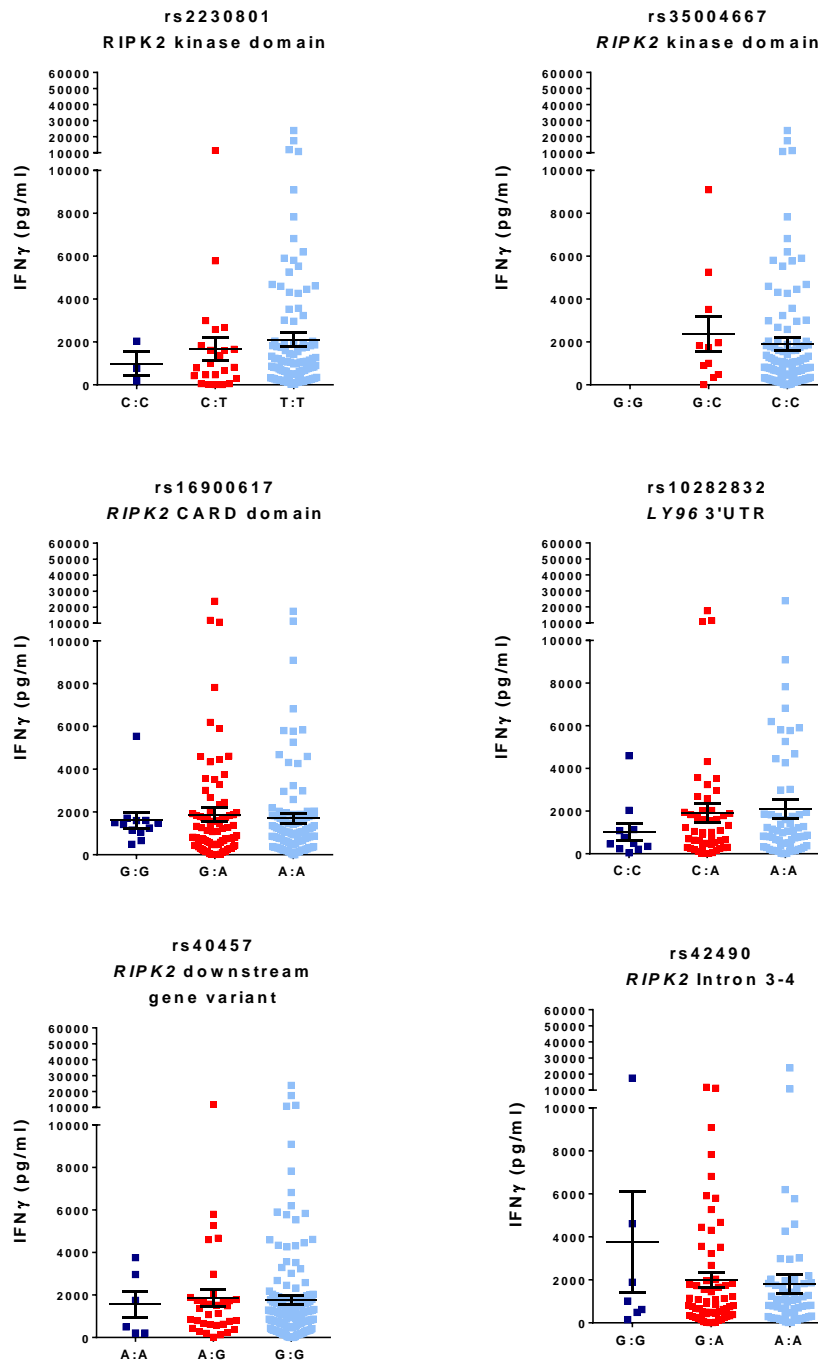 rs2230801
RIPK2 kinase domain
60000
50000
40000
30000
20000
10000
10000
8000
6000
4000
2000
0
IFNγ (pg/ml)
C:C
C:T
T:T
rs35004667
RIPK2 kinase domain
60000
50000
40000
30000
20000
10000
10000
8000
6000
4000
2000
0
IFNγ (pg/ml)
G:G
G:C
C:C
rs16900617
RIPK2 CARD domain
60000
50000
40000
30000
20000
10000
10000
8000
6000
4000
2000
0
IFNγ (pg/ml)
G:G
G:A
A:A
rs10282832
LY96 3'UTR
60000
50000
40000
30000
20000
10000
10000
8000
6000
4000
2000
0
IFNγ (pg/ml)
C:C
C:A
A:A
rs40457
RIPK2 downstream
gene variant
60000
50000
40000
30000
20000
10000
10000
8000
6000
4000
2000
0
IFNγ (pg/ml)
A:A
A:G
G:G
rs42490
RIPK2 Intron 3-4
60000
50000
40000
30000
20000
10000
10000
8000
6000
4000
2000
0
IFNγ (pg/ml)
G:G
G:A
A:A